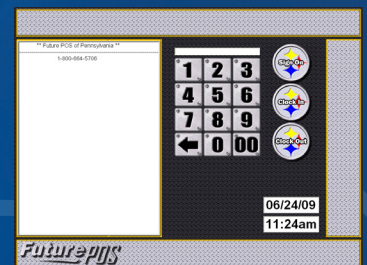 ** Future POS of Pennsylvania **
1-800-664-5706
1 2 3
4 5 6
7 8 9
0 00
Sign On
Clock In
Clock Out
06/24/09
11:24am
FuturePOS